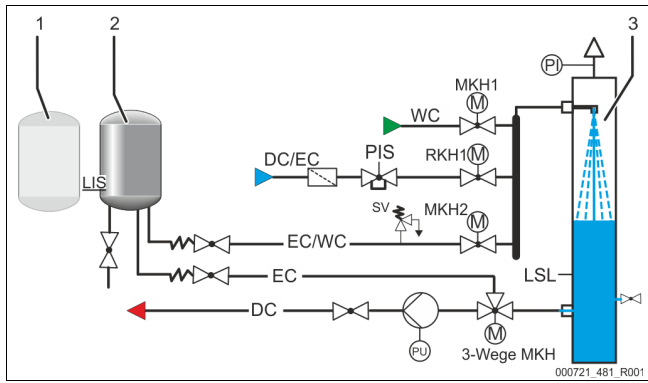 1
2
3
PI
MKH1
M
WC
DC/EC
PIS
RKH1
M
LIS
SV
MKH2
M
EC/WC
EC
LSL
DC
PU
M
3-Wege MKH
000721_481_R001